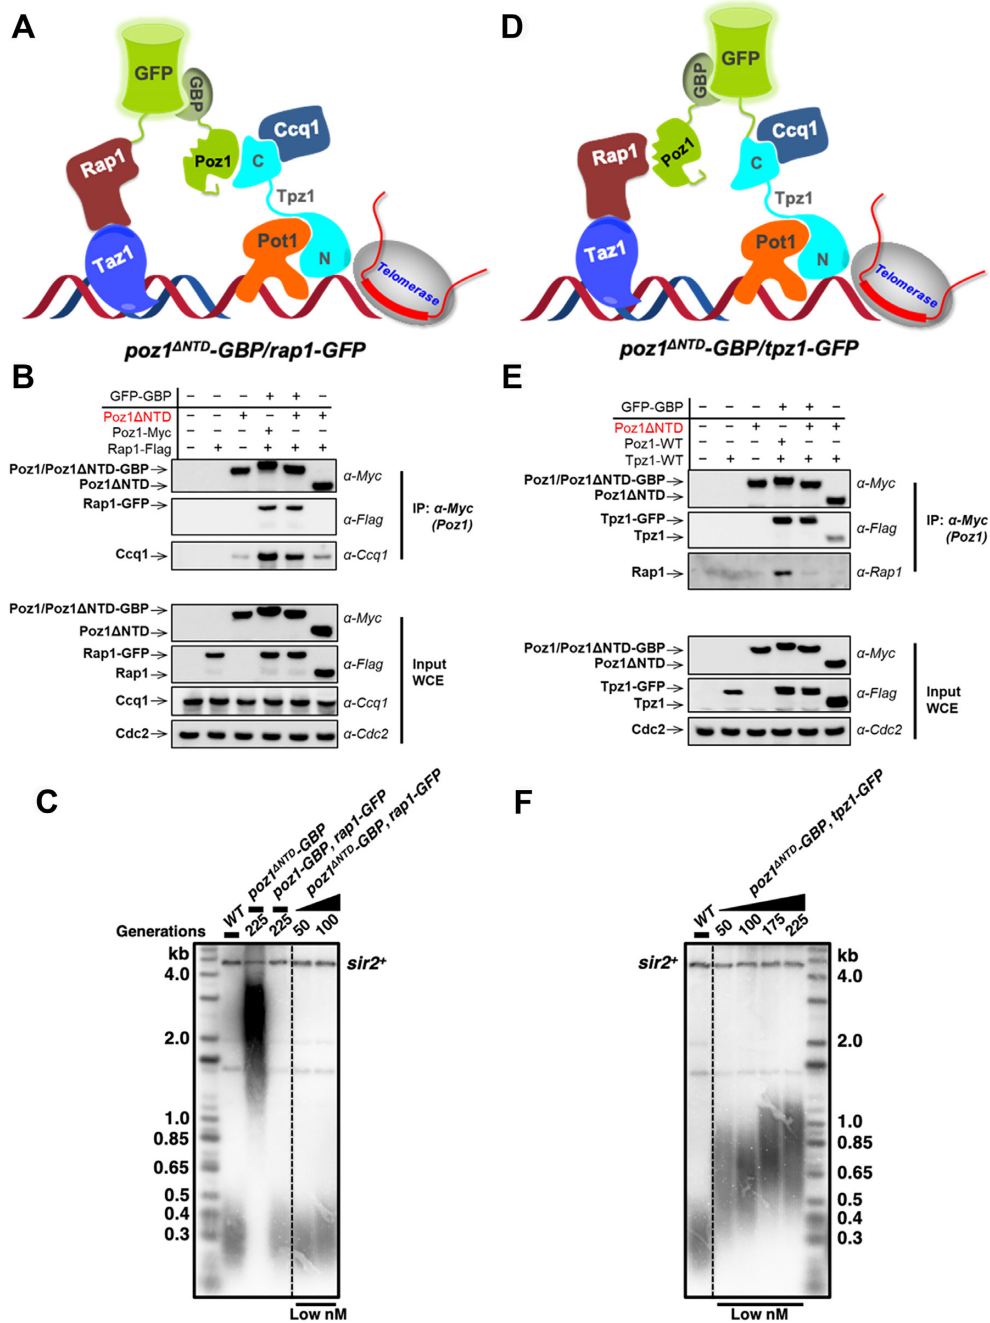 A
GFP
GBP
Ccq1
Rap1
Poz1
C
Tpz1
Taz1
Pot1
N
Telomerase
poz1ΔNTD-GBP/rap1-GFP
D
GFP
GBP
Ccq1
Rap1
Poz1
C
Tpz1
Taz1
Pot1
N
Telomerase
poz1ΔNTD-GBP/tpz1-GFP
B
GFP-GBP – – – + + –
Poz1ΔNTD – – + – + +
Poz1-Myc – – – + – –
Rap1-Flag – + – + + +
Poz1/Poz1ΔNTD-GBP→ α-Myc
Poz1ΔNTD→
Rap1-GFP→ α-Flag
Ccq1→ α-Ccq1
IP: α-Myc
(Poz1)
Poz1/Poz1ΔNTD-GBP→ α-Myc
Poz1ΔNTD→
Rap1-GFP→ α-Flag
Rap1→
Ccq1→ α-Ccq1
Cdc2→ α-Cdc2
Input
WCE
E
GFP-GBP – – – + + –
Poz1ΔNTD – – + – + +
Poz1-WT – – – + – –
Tpz1-WT – + – + + +
Poz1/Poz1ΔNTD-GBP→ α-Myc
Poz1ΔNTD→
Tpz1-GFP→ α-Flag
Tpz1→
Rap1→ α-Rap1
IP: α-Myc
(Poz1)
Poz1/Poz1ΔNTD-GBP→ α-Myc
Poz1ΔNTD→
Tpz1-GFP→ α-Flag
Tpz1→
Cdc2→ α-Cdc2
Input
WCE
C
WT
poz1ΔNTD-GBP
poz1-GBP, rap1-GFP
poz1ΔNTD-GBP, rap1-GFP
Generations 225 225 50 100
kb
sir2+
4.0
2.0
1.0
0.85
0.65
0.5
0.4
0.3
Low nM
F
WT
poz1ΔNTD-GBP, tpz1-GFP
50 100 175 225
sir2+
kb
4.0
2.0
1.0
0.85
0.65
0.5
0.4
0.3
Low nM